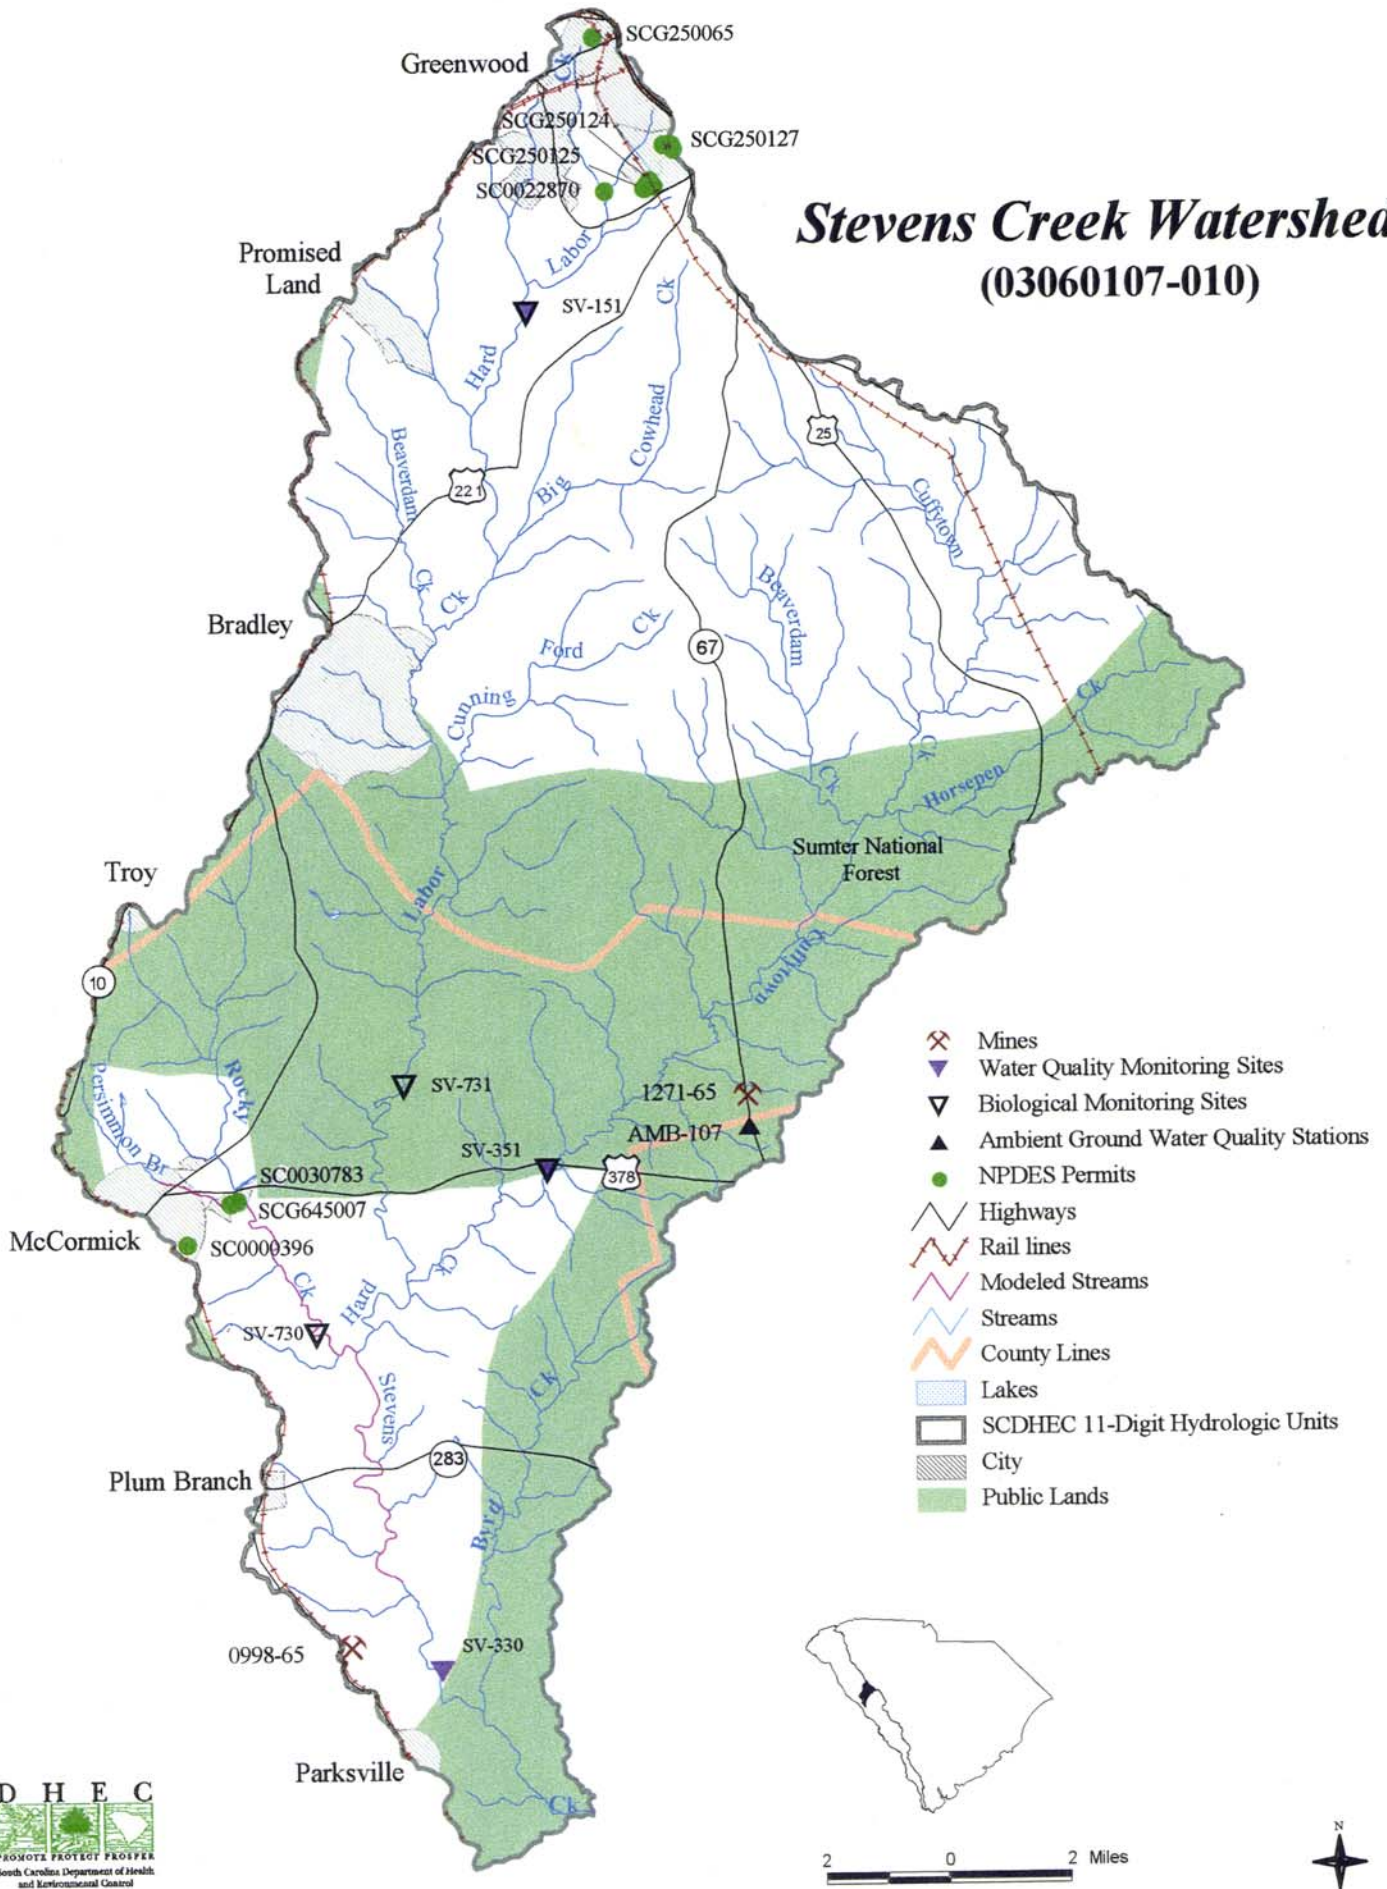 SCG250065
Greenwood
Ck
SCG250124
SCG250127
SCG250125
SC0022870
Stevens Creek Watershed
(03060107-010)
Promised
Land
Labor
Ck
SV-151
Hard
Cowhead
25
Beaverdam
221
Big
Cuffytown
Ck
Ck
Beaverdam
Bradley
Ck
Ford
67
Cunning
Ck
Ck
Ck
Horsepen
Sumter National
Forest
Troy
Labor
Cuffytown
10
Mines
Water Quality Monitoring Sites
Biological Monitoring Sites
Ambient Ground Water Quality Stations
NPDES Permits
Highways
Rail lines
Modeled Streams
Streams
County Lines
Lakes
SCDHEC 11-Digit Hydrologic Units
City
Public Lands
Rocky
Persimmon Br
SV-731
1271-65
AMB-107
SV-351
378
SC0030783
SCG645007
McCormick
SC0000396
Ck
Ck
Hard
SV-730
Stevens
Ck
283
Plum Branch
Byrd
0998-65
SV-330
Parksville
Ck
D H E C
PROMOTE PROTECT PROSPER
South Carolina Department of Health
and Environmental Control
2 0 2 Miles
N